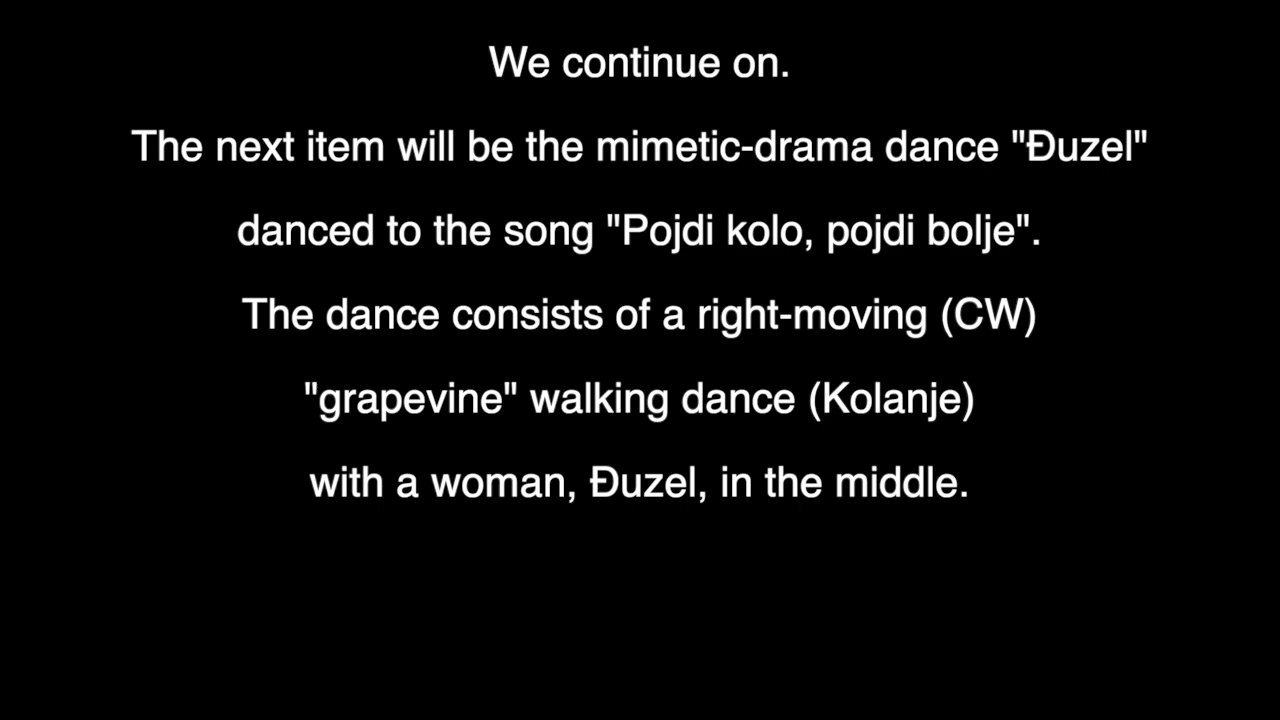 We continue on.
The next item will be the mimetic-drama dance "Đuzel"
danced to the song "Pojdi kolo, pojdi bolje".
The dance consists of a right-moving (CW)
"grapevine" walking dance (Kolanje)
with a woman, Đuzel, in the middle.